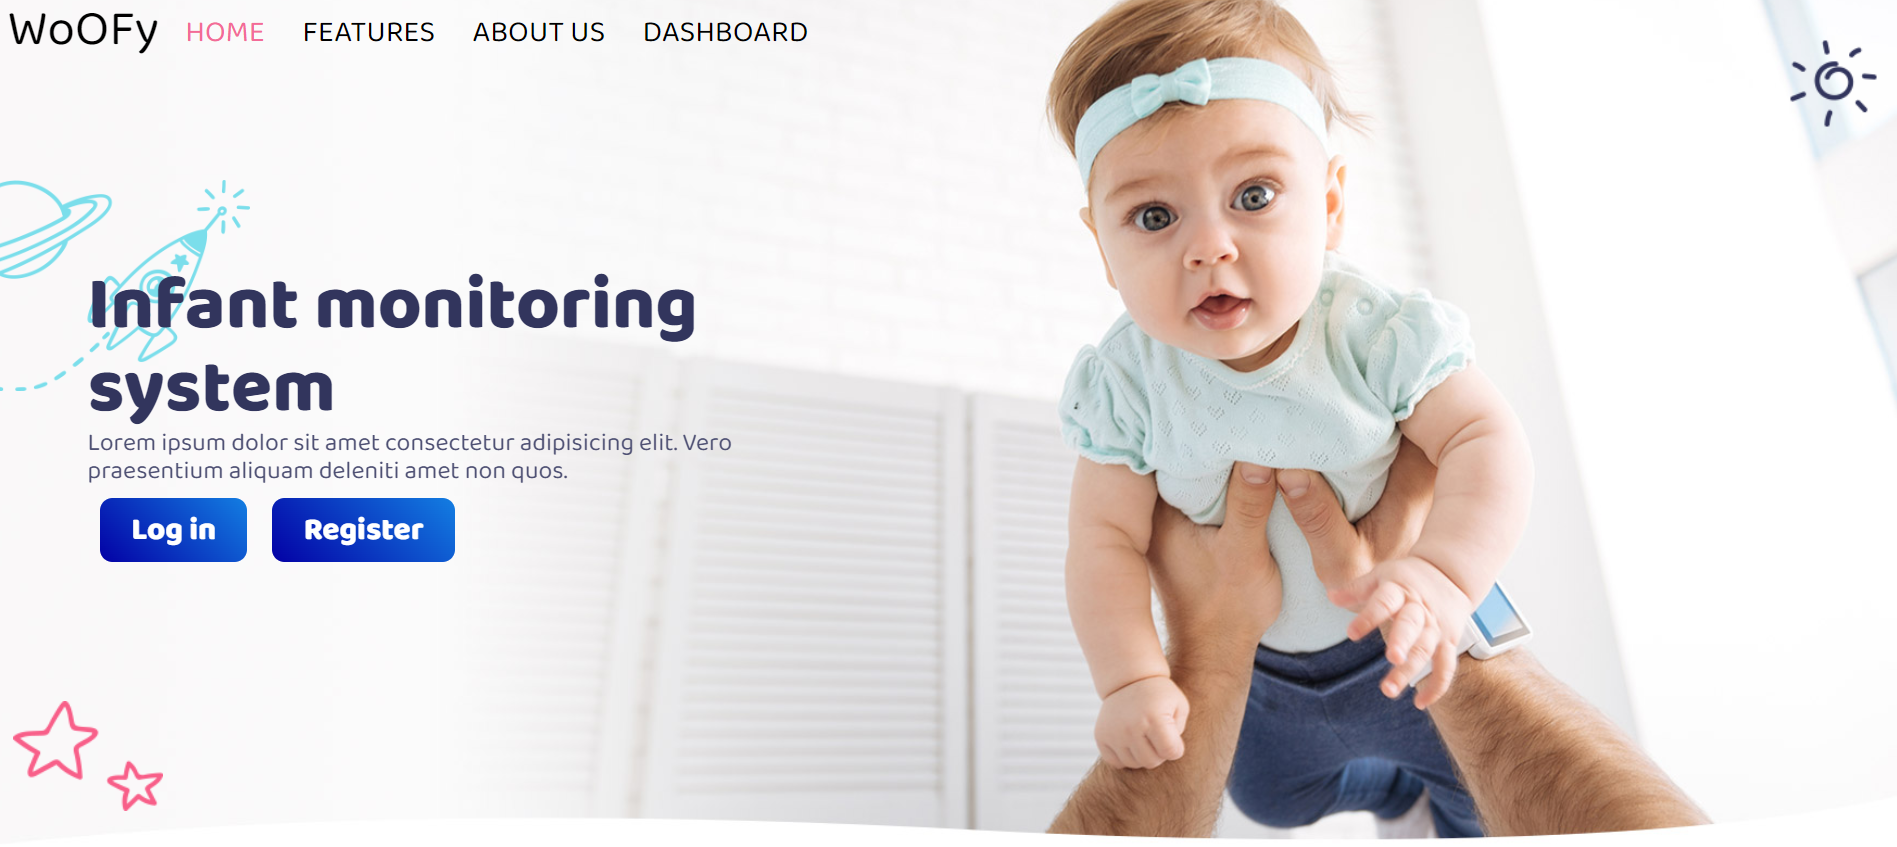 WoOFy HOME FEATURES ABOUT US DASHBOARD
Infant monitoring
system
Lorem ipsum dolor sit amet consectetur adipisicing elit. Vero
praesentium aliquam deleniti amet non quos.
Log in Register